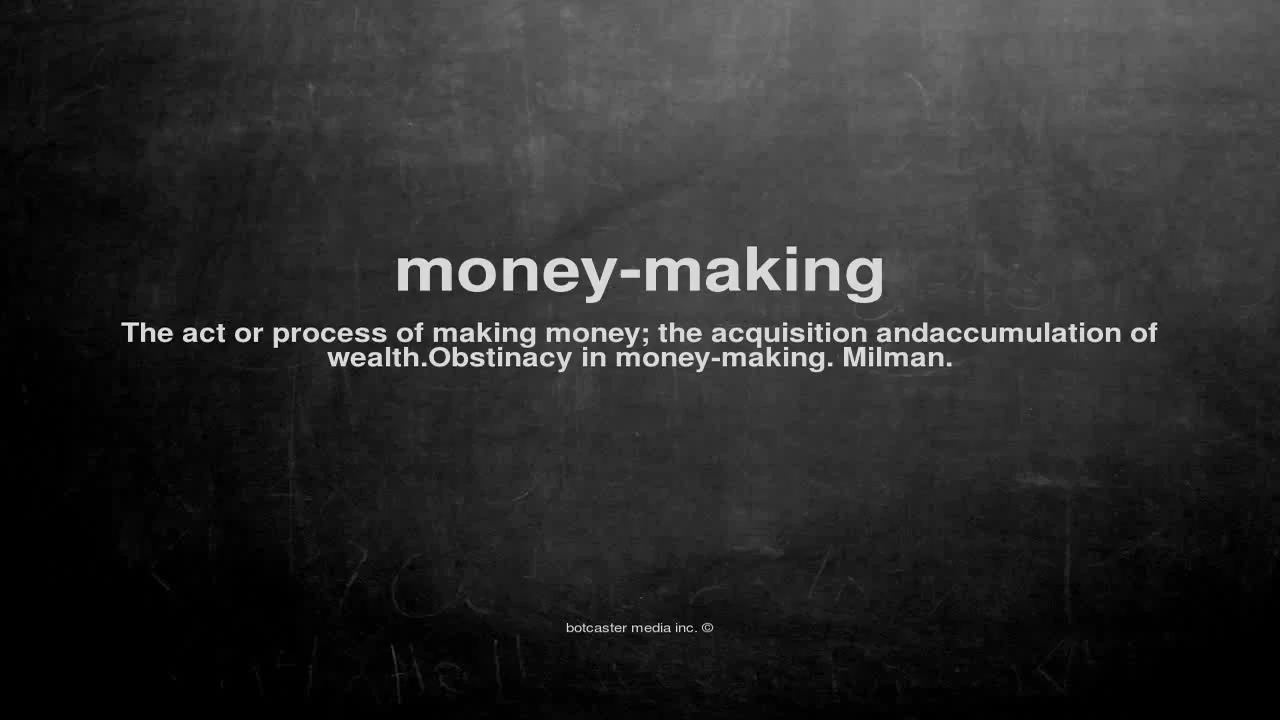 money-making
The act or process of making money; the acquisition andaccumulation of
wealth.Obstinacy in money-making. Milman.
botcaster media inc. ©